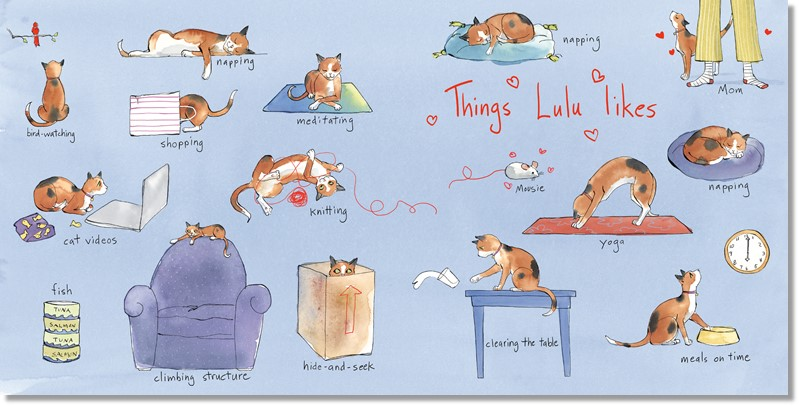 Things Lulu likes
napping
napping
Mom
bird-watching
shopping
meditating
napping
cat videos
knitting
Mousie
yoga
fish
TUNA
SALMON
TUNA
SALMON
climbing structure
hide-and-seek
clearing the table
meals on time